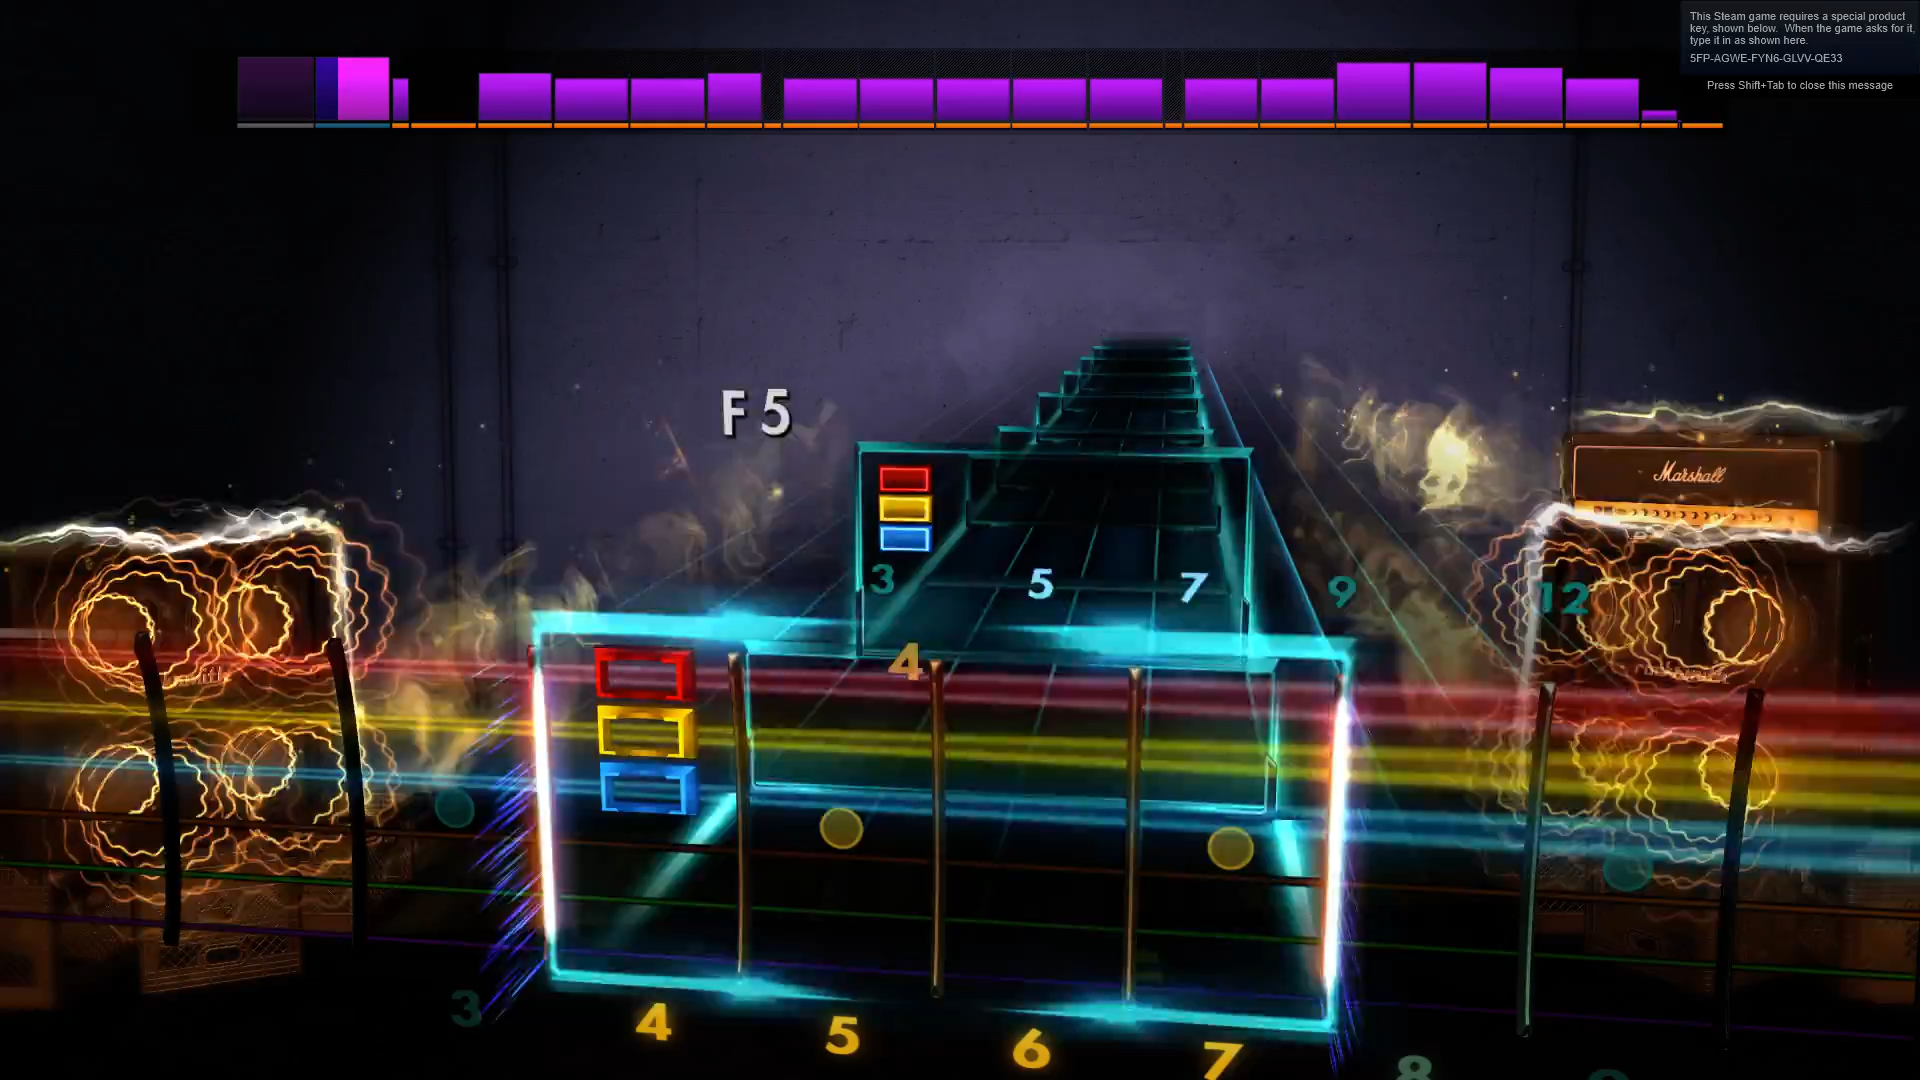 This Steam game requires a special product
key, shown below.  When the game asks for it,
type it in as shown here.
5FP-AGWE-FYN6-GLVV-QE33
Press Shift+Tab to close this message
F 5
Marshall
3 5 7 9 12
4
3 4 5 6 7 8